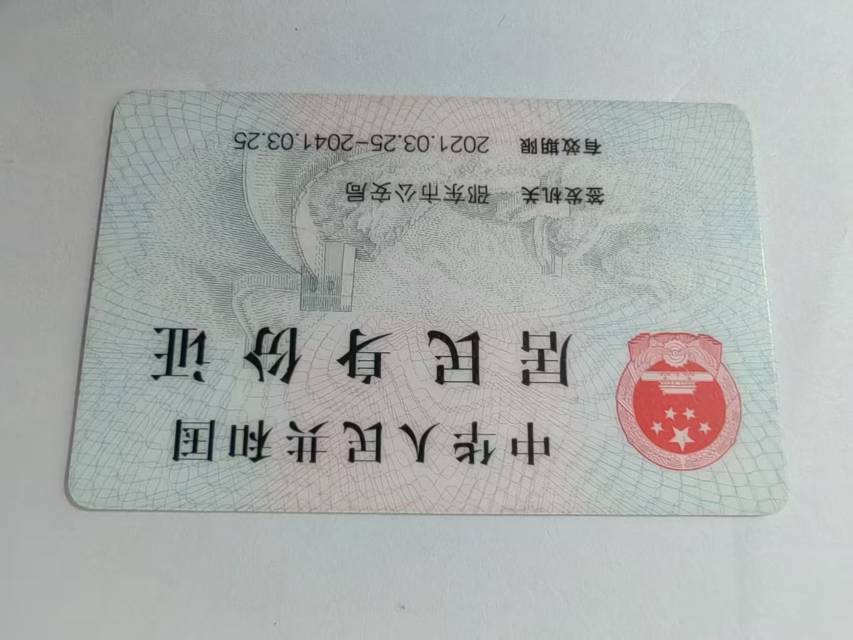 中华人民共和国
居民身份证
签发机关 邵东市公安局
有效期限 2021.03.25-2041.03.25